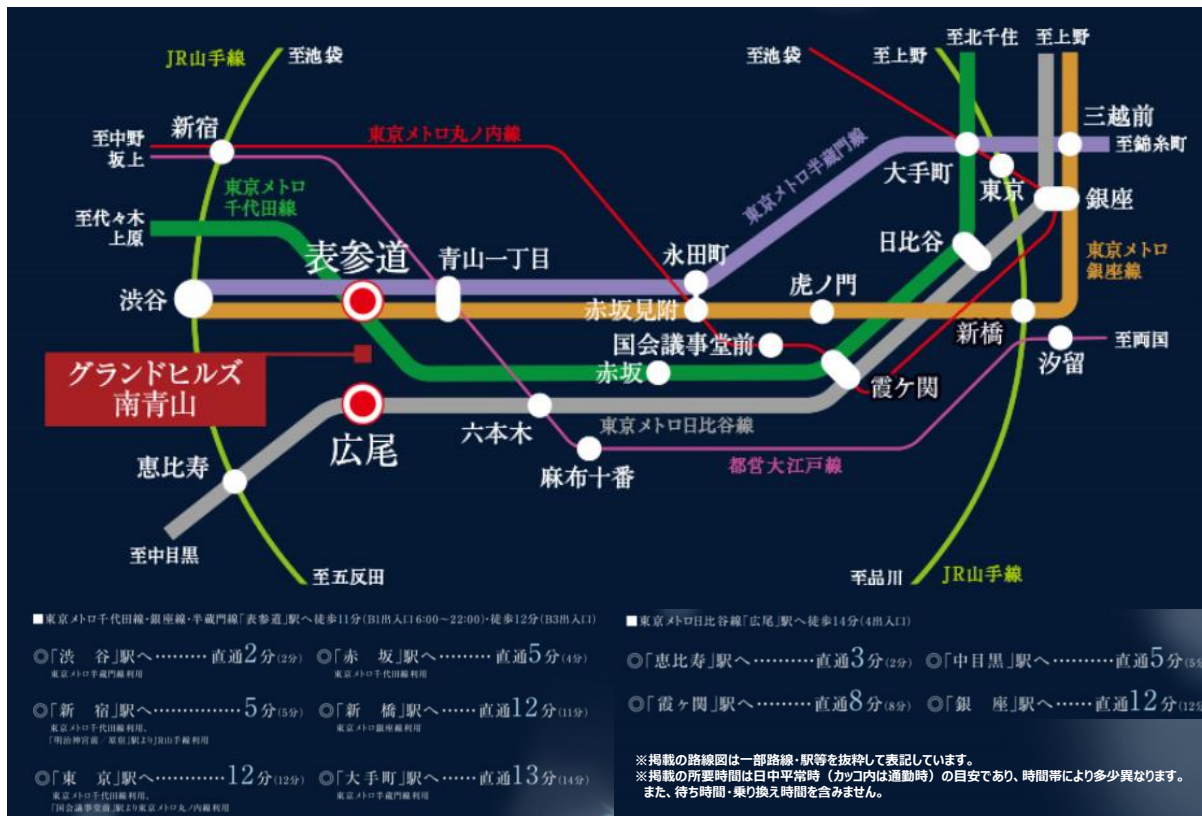 JR山手線
至池袋
至池袋
至上野
至北千住
至上野
新宿
至中野
坂上
東京メトロ丸ノ内線
東京メトロ半蔵門線
三越前
至錦糸町
大手町
東京
銀座
東京メトロ
千代田線
至代々木
上原
表参道
青山一丁目
永田町
日比谷
東京メトロ
銀座線
渋谷
虎ノ門
赤坂見附
新橋
国会議事堂前
赤坂
汐留
至両国
グランドヒルズ
南青山
霞ケ関
広尾
六本木
東京メトロ日比谷線
麻布十番
都営大江戸線
恵比寿
至中目黒
至五反田
至品川
JR山手線
■東京メトロ千代田線・銀座線・半蔵門線「表参道」駅へ徒歩11分(B1出入口6:00~22:00)・徒歩12分(B3出入口)
◎「渋 谷」駅へ………直通2分(2分)
東京メトロ半蔵門線利用
◎「赤 坂」駅へ………直通5分(4分)
東京メトロ千代田線利用
◎「新 宿」駅へ……………5分(5分)
東京メトロ千代田線利用、
「明治神宮前/原宿」駅よりJR山手線利用
◎「新 橋」駅へ……直通12分(11分)
東京メトロ銀座線利用
◎「東 京」駅へ…………12分(12分)
東京メトロ千代田線利用、
「国会議事堂前」駅より東京メトロ丸ノ内線利用
◎「大手町」駅へ……直通13分(14分)
東京メトロ半蔵門線利用
■東京メトロ日比谷線「広尾」駅へ徒歩14分(4出入口)
◎「恵比寿」駅へ………直通3分(2分)
◎「中目黒」駅へ………直通5分(5分
◎「霞ヶ関」駅へ………直通8分(8分)
◎「銀 座」駅へ………直通12分(12分
※掲載の路線図は一部路線・駅等を抜粋して表記しています。
※掲載の所要時間は日中平常時（カッコ内は通勤時）の目安であり、時間帯により多少異なります。
また、待ち時間・乗り換え時間を含みません。